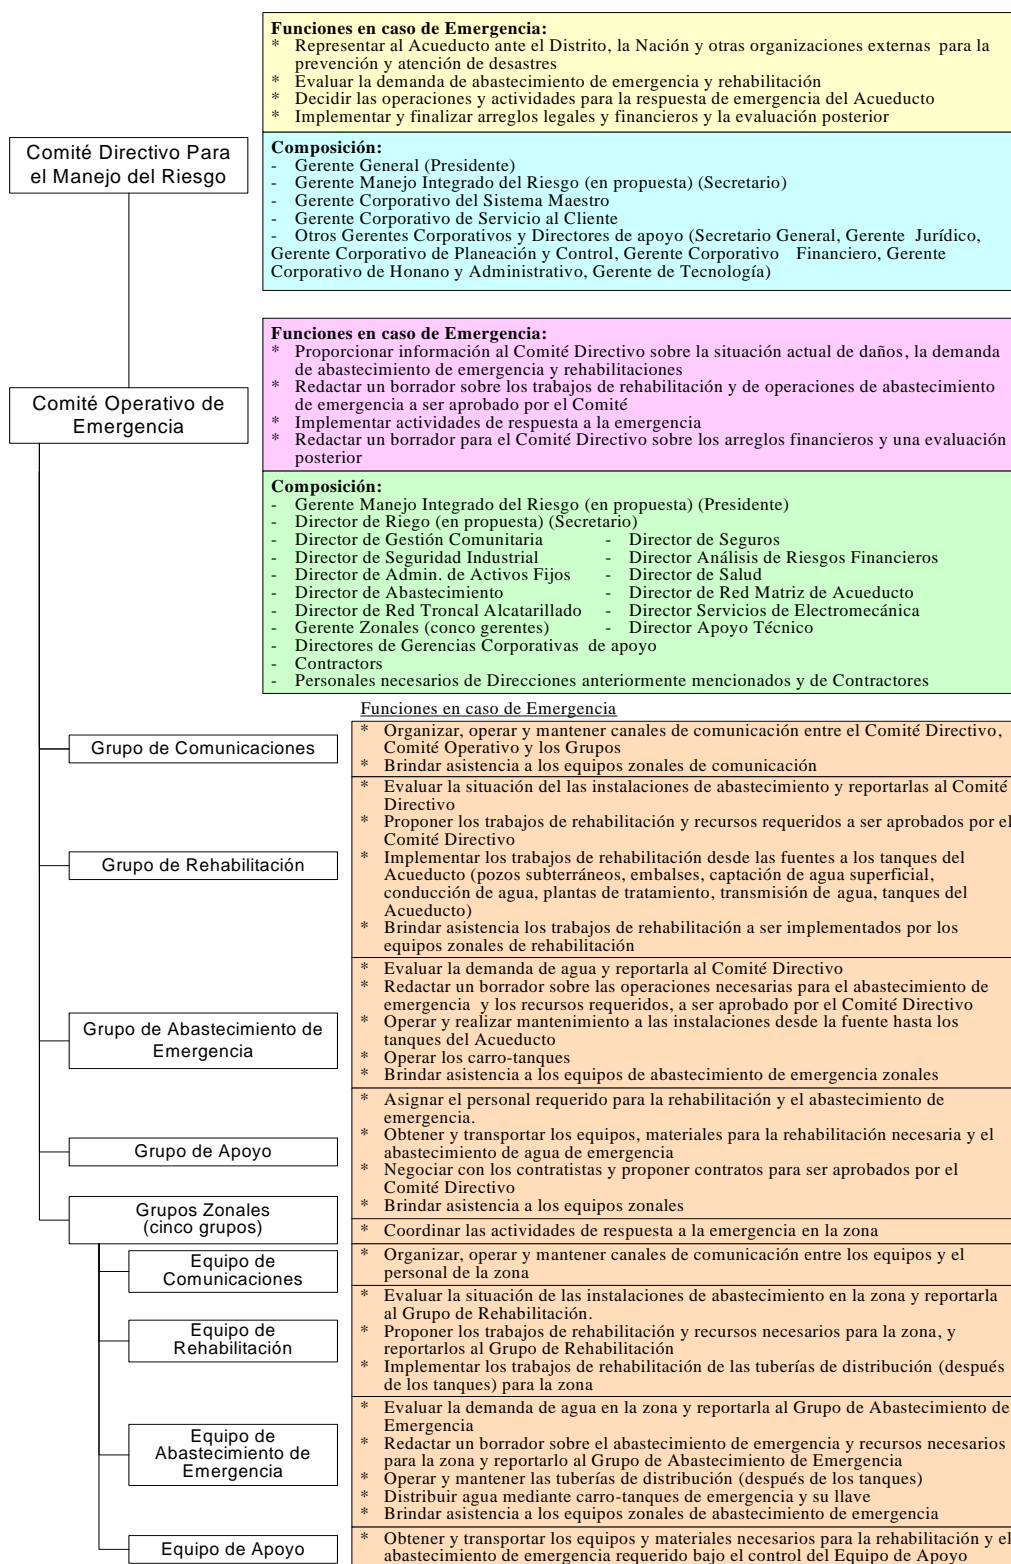 Funciones en caso de Emergencia:
* Representar al Acueducto ante el Distrito, la Nación y otras organizaciones externas para la
prevención y atención de desastres
* Evaluar la demanda de abastecimiento de emergencia y rehabilitación
* Decidir las operaciones y actividades para la respuesta de emergencia del Acueducto
* Implementar y finalizar arreglos legales y financieros y la evaluación posterior
Comité Directivo Para
el Manejo del Riesgo
Composición:
- Gerente General (Presidente)
- Gerente Manejo Integrado del Riesgo (en propuesta) (Secretario)
- Gerente Corporativo del Sistema Maestro
- Gerente Corporativo de Servicio al Cliente
- Otros Gerentes Corporativos y Directores de apoyo (Secretario General, Gerente Jurídico,
Gerente Corporativo de Planeación y Control, Gerente Corporativo Financiero, Gerente
Corporativo de Honano y Administrativo, Gerente de Tecnología)
Funciones en caso de Emergencia:
* Proporcionar información al Comité Directivo sobre la situación actual de daños, la demanda
de abastecimiento de emergencia y rehabilitaciones
* Redactar un borrador sobre los trabajos de rehabilitación y de operaciones de abastecimiento
de emergencia a ser aprobado por el Comité
* Implementar actividades de respuesta a la emergencia
* Redactar un borrador para el Comité Directivo sobre los arreglos financieros y una evaluación
posterior
Comité Operativo de
Emergencia
Composición:
- Gerente Manejo Integrado del Riesgo (en propuesta) (Presidente)
- Director de Riego (en propuesta) (Secretario)
- Director de Gestión Comunitaria - Director de Seguros
- Director de Seguridad Industrial - Director Análisis de Riesgos Financieros
- Director de Admin. de Activos Fijos - Director de Salud
- Director de Abastecimiento - Director de Red Matriz de Acueducto
- Director de Red Troncal Alcatarillado - Director Servicios de Electromecánica
- Gerente Zonales (conco gerentes) - Director Apoyo Técnico
- Directores de Gerencias Corporativas de apoyo
- Contractors
- Personales necesarios de Direcciones anteriormente mencionados y de Contractores
Funciones en caso de Emergencia
Grupo de Comunicaciones
* Organizar, operar y mantener canales de comunicación entre el Comité Directivo,
Comité Operativo y los Grupos
* Brindar asistencia a los equipos zonales de comunicación
Grupo de Rehabilitación
* Evaluar la situación del las instalaciones de abastecimiento y reportarlas al Comité
Directivo
* Proponer los trabajos de rehabilitación y recursos requeridos a ser aprobados por el
Comité Directivo
* Implementar los trabajos de rehabilitación desde las fuentes a los tanques del
Acueducto (pozos subterráneos, embalses, captación de agua superficial,
conducción de agua, plantas de tratamiento, transmisión de agua, tanques del
Acueducto)
* Brindar asistencia los trabajos de rehabilitación a ser implementados por los
equipos zonales de rehabilitación
Grupo de Abastecimiento de
Emergencia
* Evaluar la demanda de agua y reportarla al Comité Directivo
* Redactar un borrador sobre las operaciones necesarias para el abastecimiento de
emergencia y los recursos requeridos, a ser aprobado por el Comité Directivo
* Operar y realizar mantenimiento a las instalaciones desde la fuente hasta los
tanques del Acueducto
* Operar los carro-tanques
* Brindar asistencia a los equipos de abastecimiento de emergencia zonales
Grupo de Apoyo
* Asignar el personal requerido para la rehabilitación y el abastecimiento de
emergencia.
* Obtener y transportar los equipos, materiales para la rehabilitación necesaria y el
abastecimiento de agua de emergencia
* Negociar con los contratistas y proponer contratos para ser aprobados por el
Comité Directivo
* Brindar asistencia a los equipos zonales
Grupos Zonales
(cinco grupos)
* Coordinar las actividades de respuesta a la emergencia en la zona
Equipo de
Comunicaciones
* Organizar, operar y mantener canales de comunicación entre los equipos y el
personal de la zona
Equipo de
Rehabilitación
* Evaluar la situación de las instalaciones de abastecimiento en la zona y reportarla
al Grupo de Rehabilitación.
* Proponer los trabajos de rehabilitación y recursos necesarios para la zona, y
reportarlos al Grupo de Rehabilitación
* Implementar los trabajos de rehabilitación de las tuberías de distribución (después
de los tanques) para la zona
Equipo de
Abastecimiento de
Emergencia
* Evaluar la demanda de agua en la zona y reportarla al Grupo de Abastecimiento de
Emergencia
* Redactar un borrador sobre el abastecimiento de emergencia y recursos necesarios
para la zona y reportarlo al Grupo de Abastecimiento de Emergencia
* Operar y mantener las tuberías de distribución (después de los tanques)
* Distribuir agua mediante carro-tanques de emergencia y su llave
* Brindar asistencia a los equipos zonales de abastecimiento de emergencia
Equipo de Apoyo
* Obtener y transportar los equipos y materiales necesarios para la rehabilitación y el
abastecimiento de emergencia requerido bajo el control del Equipo de Apoyo